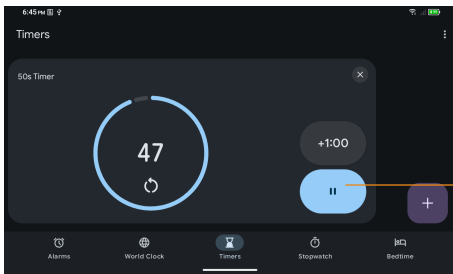 6:45 PM
Timers
50s Timer
+1:00
47
Alarms
World Clock
Timers
Stopwatch
Bedtime